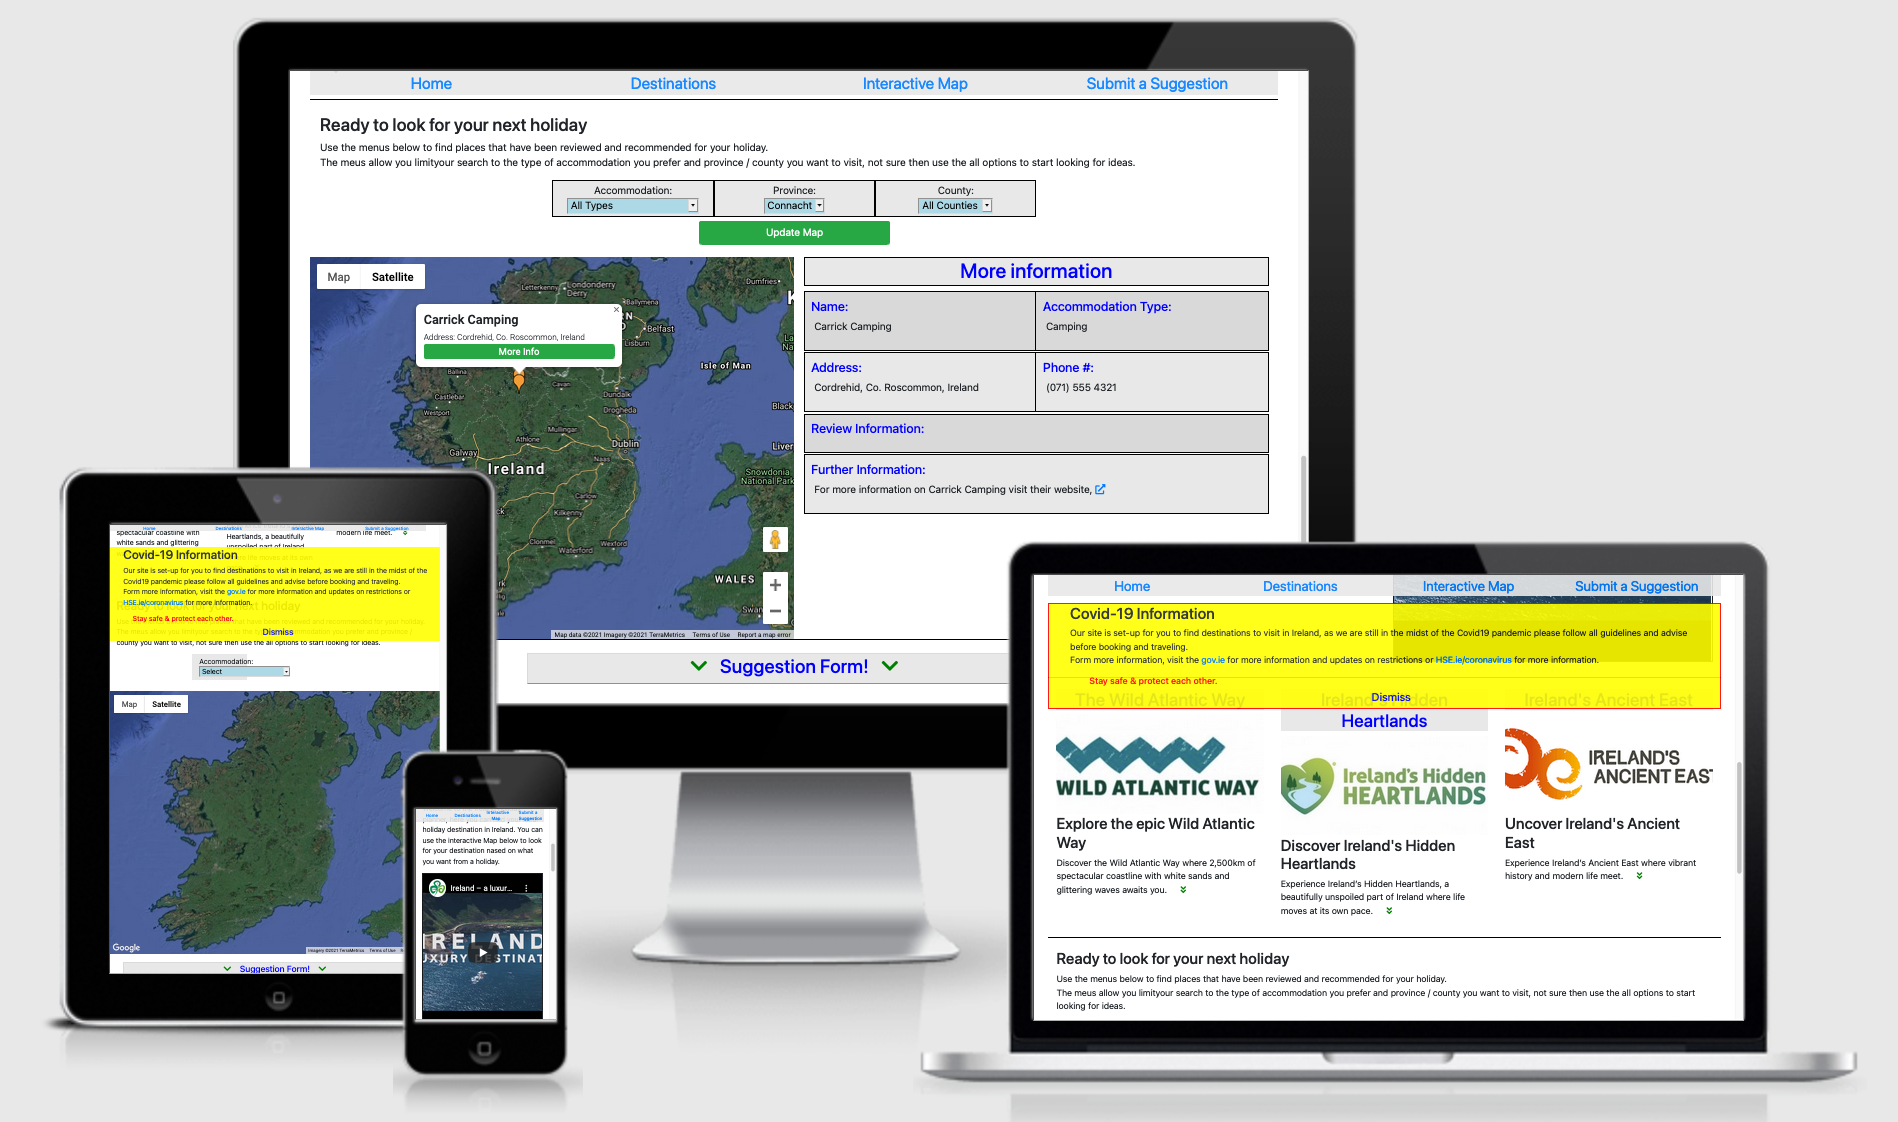 Home Destinations Interactive Map Submit a Suggestion
Ready to look for your next holiday
Use the menus below to find places that have been reviewed and recommended for your holiday.
The meus allow you limityour search to the type of accommodation you prefer and province / county you want to visit, not sure then use the all options to start looking for ideas.
Accommodation: Province: County:
All Types Connacht All Counties
Update Map
Map Satellite
Carrick Camping
Address: Cordrehid, Co. Roscommon, Ireland
More Info
Letterkenny
Londonderry
Derry
Ballymena
Dumfries
Belfast
Lisburn
Isle of Man
Ballina
Cavan
Castlebar
Dundalk
Westport
Drogheda
Black
Mullingar
Athlone
Dublin
Galway
Naas
Liver
Ireland
Snowdonia
National Park
Carlow
Kilkenny
Clonmel
Wexford
Waterford
WALES
Swan
Map data ©2021 Imagery ©2021 TerraMetrics Terms of Use Report a map error
More information
Name: Accommodation Type:
Carrick Camping Camping
Address: Phone #:
Cordrehid, Co. Roscommon, Ireland (071) 555 4321
Review Information:
Further Information:
For more information on Carrick Camping visit their website,
Suggestion Form!
Home Destinations Interactive Map Submit a Suggestion
spectacular coastline with
white sands and glittering
Heartlands, a beautifully
unspoiled part of Ireland
modern life meet.
Covid-19 Information
Our site is set-up for you to find destinations to visit in Ireland, as we are still in the midst of the
Covid19 pandemic please follow all guidelines and advise before booking and traveling.
Form more information, visit the gov.ie for more information and updates on restrictions or
HSE.ie/coronavirus for more information.
Stay safe & protect each other.
Dismiss
county you want to visit, not sure then use the all options to start looking for ideas.
Accommodation:
Select
Map Satellite
Google
Imagery ©2021 TerraMetrics Terms of Use
Suggestion Form!
Home Destinations Interactive Map Submit a Suggestion
holiday destination in Ireland. You can
use the interactive Map below to look
for your destination nased on what
you want from a holiday.
Ireland – a luxur...
IRELAND
UXURY DESTINAT
Home Destinations Interactive Map Submit a Suggestion
Covid-19 Information
Our site is set-up for you to find destinations to visit in Ireland, as we are still in the midst of the Covid19 pandemic please follow all guidelines and advise
before booking and traveling.
Form more information, visit the gov.ie for more information and updates on restrictions or HSE.ie/coronavirus for more information.
Stay safe & protect each other.
Dismiss
The Wild Atlantic Way Ireland's Hidden Ireland's Ancient East
Heartlands
WILD ATLANTIC WAY
Explore the epic Wild Atlantic
Way
Discover the Wild Atlantic Way where 2,500km of
spectacular coastline with white sands and
glittering waves awaits you.
Ireland's Hidden
HEARTLANDS
Discover Ireland's Hidden
Heartlands
Experience Ireland's Hidden Heartlands, a
beautifully unspoiled part of Ireland where life
moves at its own pace.
IRELAND'S
ANCIENT EAST
Uncover Ireland's Ancient
East
Experience Ireland's Ancient East where vibrant
history and modern life meet.
Ready to look for your next holiday
Use the menus below to find places that have been reviewed and recommended for your holiday.
The meus allow you limityour search to the type of accommodation you prefer and province / county you want to visit, not sure then use the all options to start
looking for ideas.